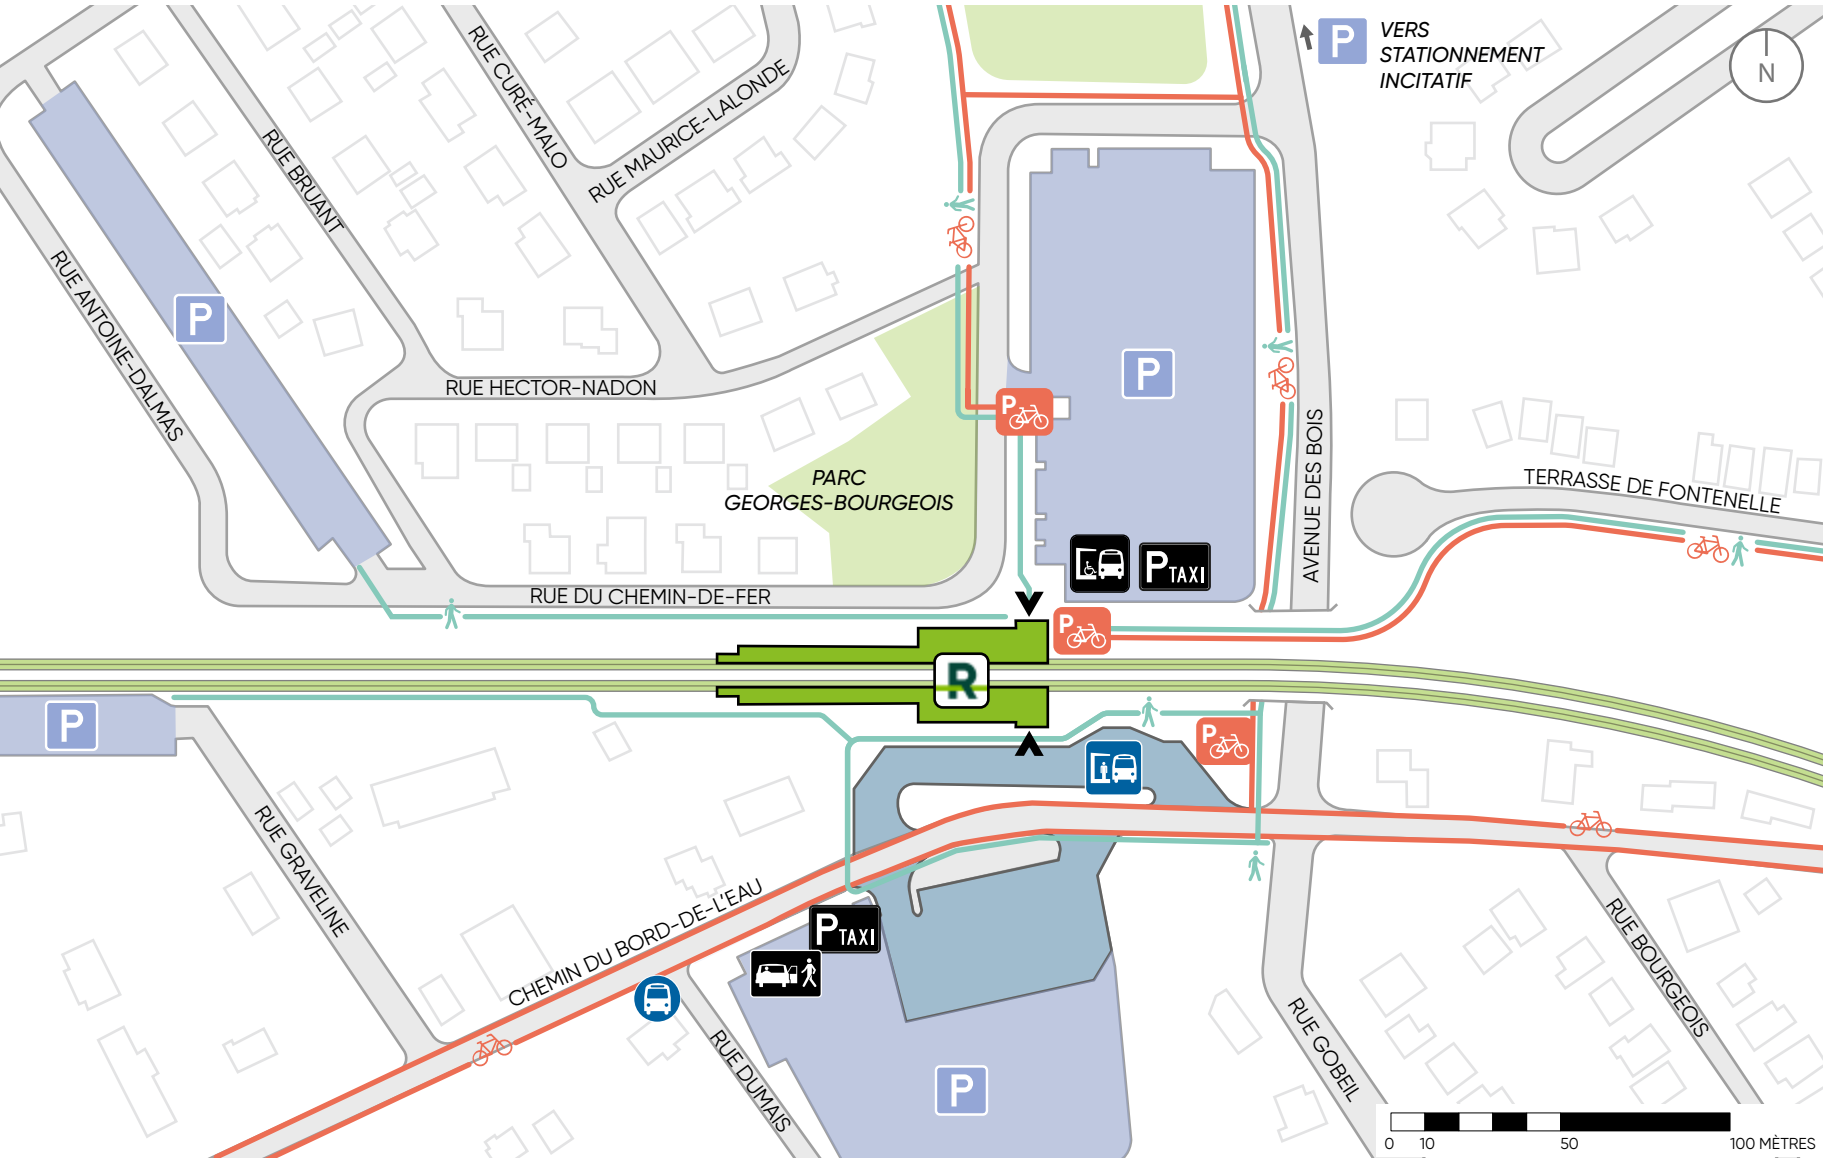 VERS
STATIONNEMENT
INCITATIF
P
N
RUE CURÉ-MALO
RUE MAURICE-LALONDE
RUE BRUANT
RUE ANTOINE-DALMAS
P
RUE HECTOR-NADON
P
P
AVENUE DES BOIS
PARC
GEORGES-BOURGEOIS
TERRASSE DE FONTENELLE
P TAXI
RUE DU CHEMIN-DE-FER
P
R
P
P
RUE GRAVELINE
CHEMIN DU BORD-DE-L'EAU
P TAXI
RUE DUMAIS
P
RUE GOBEIL
RUE BOURGEOIS
0 10 50 100 MÈTRES